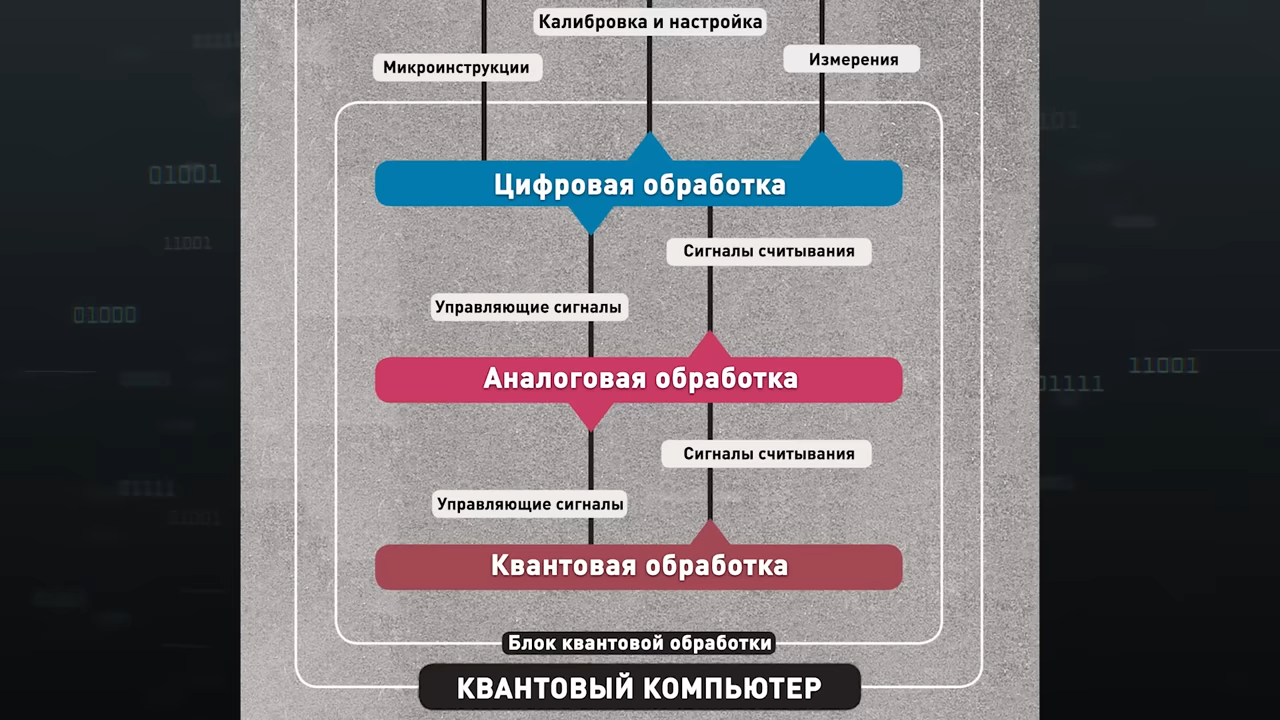 Калибровка и настройка
Микроинструкции
Измерения
Цифровая обработка
Сигналы считывания
Управляющие сигналы
Аналоговая обработка
Сигналы считывания
Управляющие сигналы
Квантовая обработка
Блок квантовой обработки
КВАНТОВЫЙ КОМПЬЮТЕР
01001
11001
01000
01111
11001
01111